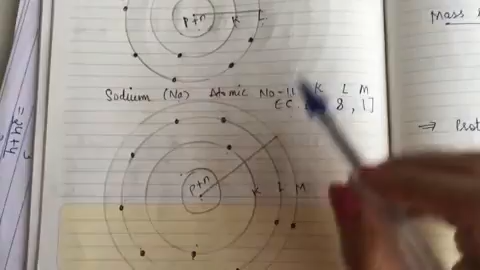 P+n K L
Sodium (Na) Atomic No-11 K L M
E.C. 8, 1]
P+n K L M
Mass
⇒